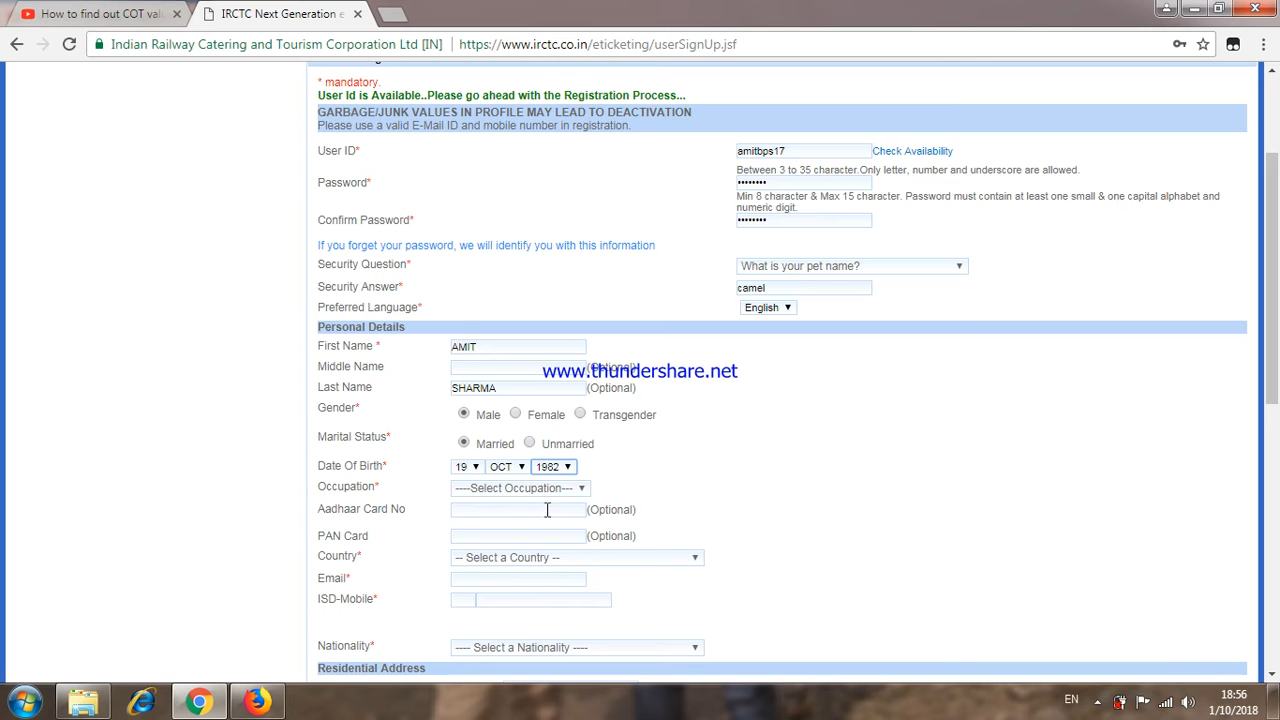 How to find out COT val
IRCTC Next Generation e
Indian Railway Catering and Tourism Corporation Ltd [IN] https://www.irctc.co.in/eticketing/userSignUp.jsf
* mandatory.
User Id is Available..Please go ahead with the Registration Process...
GARBAGE/JUNK VALUES IN PROFILE MAY LEAD TO DEACTIVATION
Please use a valid E-Mail ID and mobile number in registration.
User ID* amitbps17 Check Availability
Between 3 to 35 character.Only letter, number and underscore are allowed.
Password* ••••••••
Min 8 character & Max 15 character. Password must contain at least one small & one capital alphabet and
numeric digit.
Confirm Password* ••••••••
If you forget your password, we will identify you with this information
Security Question* What is your pet name?
Security Answer* camel
Preferred Language* English
Personal Details
First Name * AMIT
Middle Name (Optional)
www.thundershare.net
Last Name SHARMA (Optional)
Gender* Male Female Transgender
Marital Status* Married Unmarried
Date Of Birth* 19 OCT 1982
Occupation* ----Select Occupation---
Aadhaar Card No (Optional)
PAN Card (Optional)
Country* -- Select a Country --
Email*
ISD-Mobile*
Nationality* ---- Select a Nationality ----
Residential Address
EN 18:56
1/10/2018